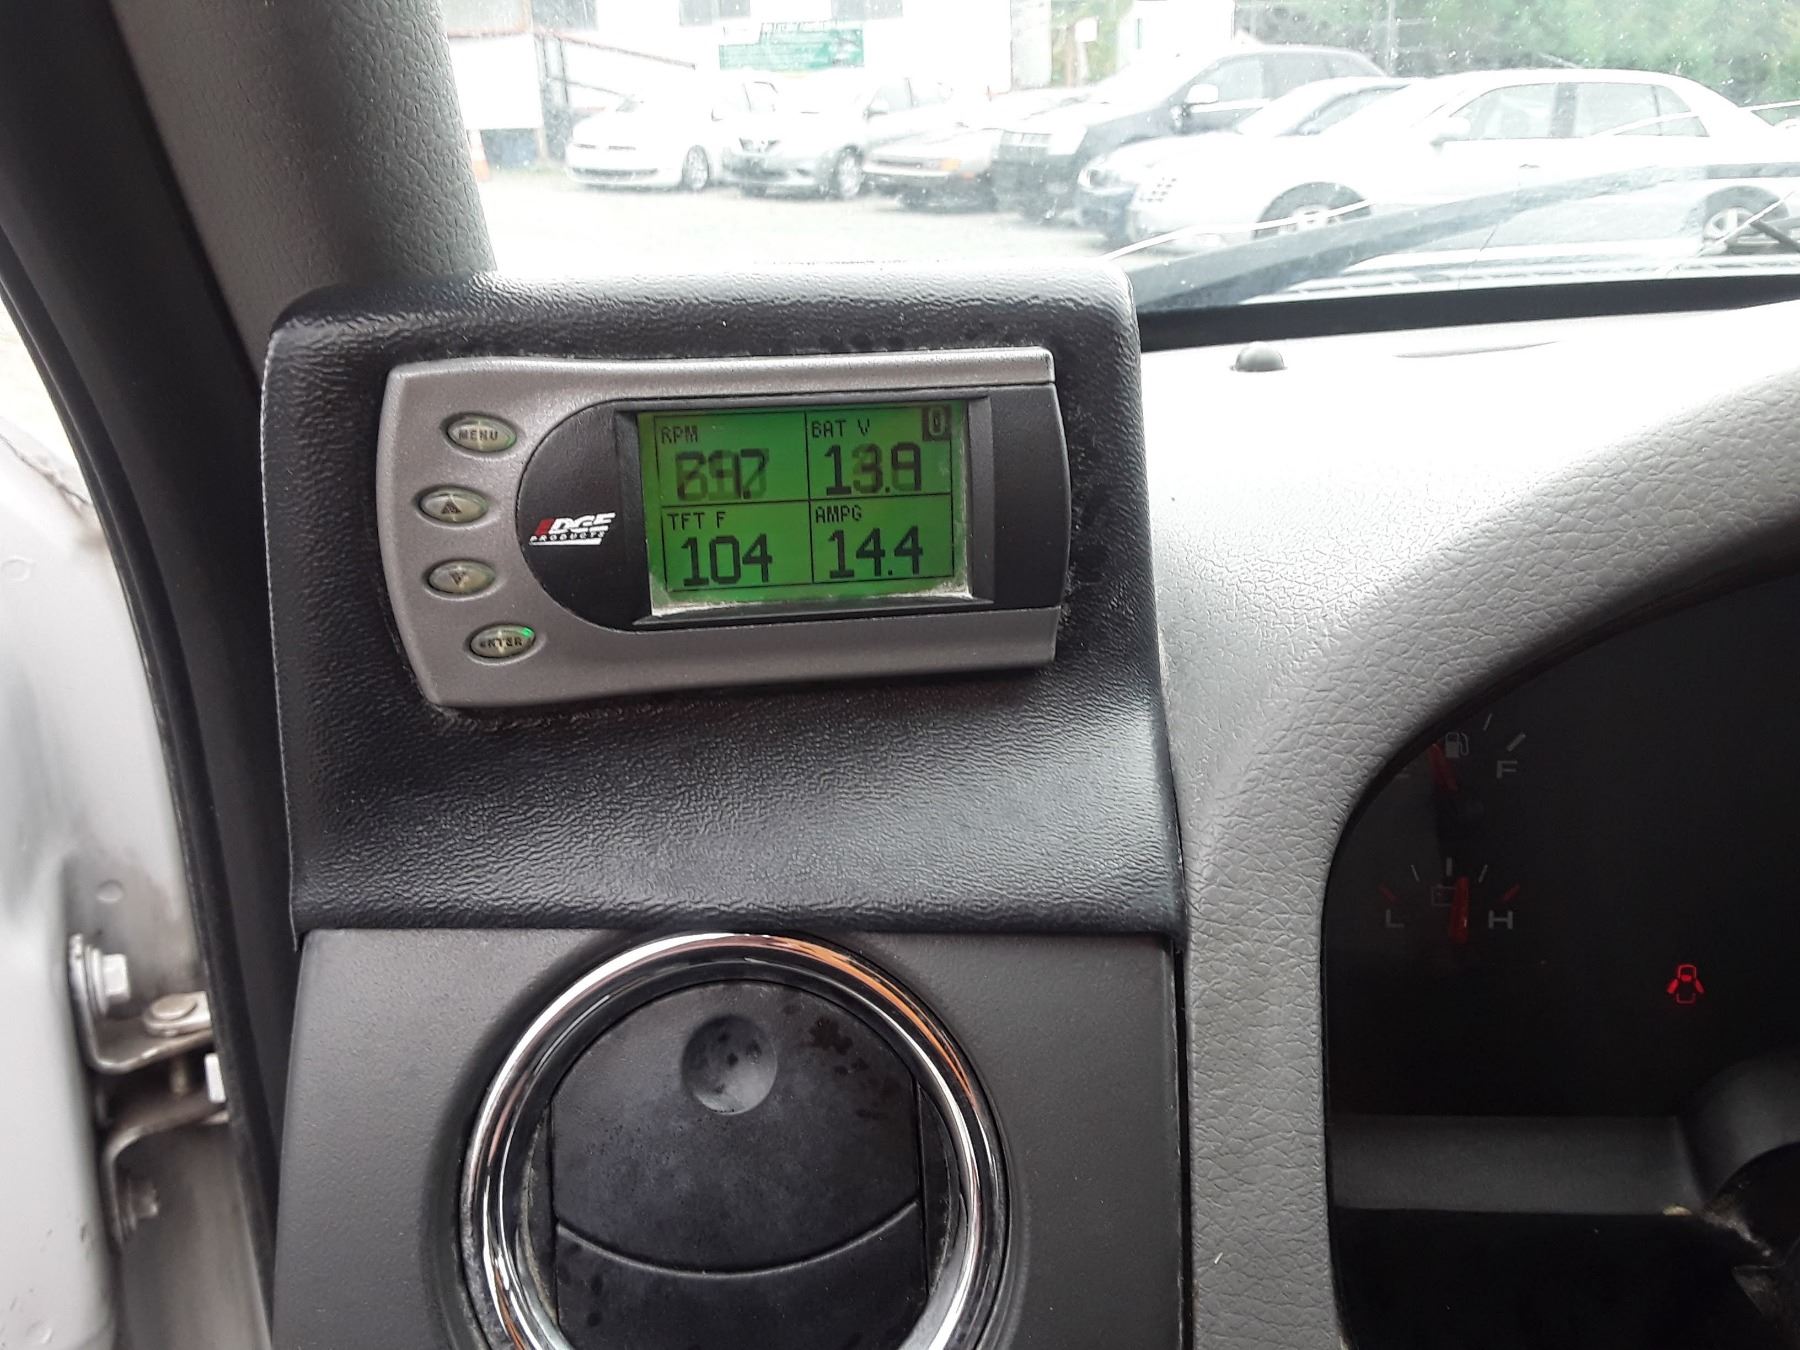 MENU
RPM
BAT V
0
13.9
EDGE
PRODUCTS
TFT F
104
AMPG
14.4
ENTER
F
L
H